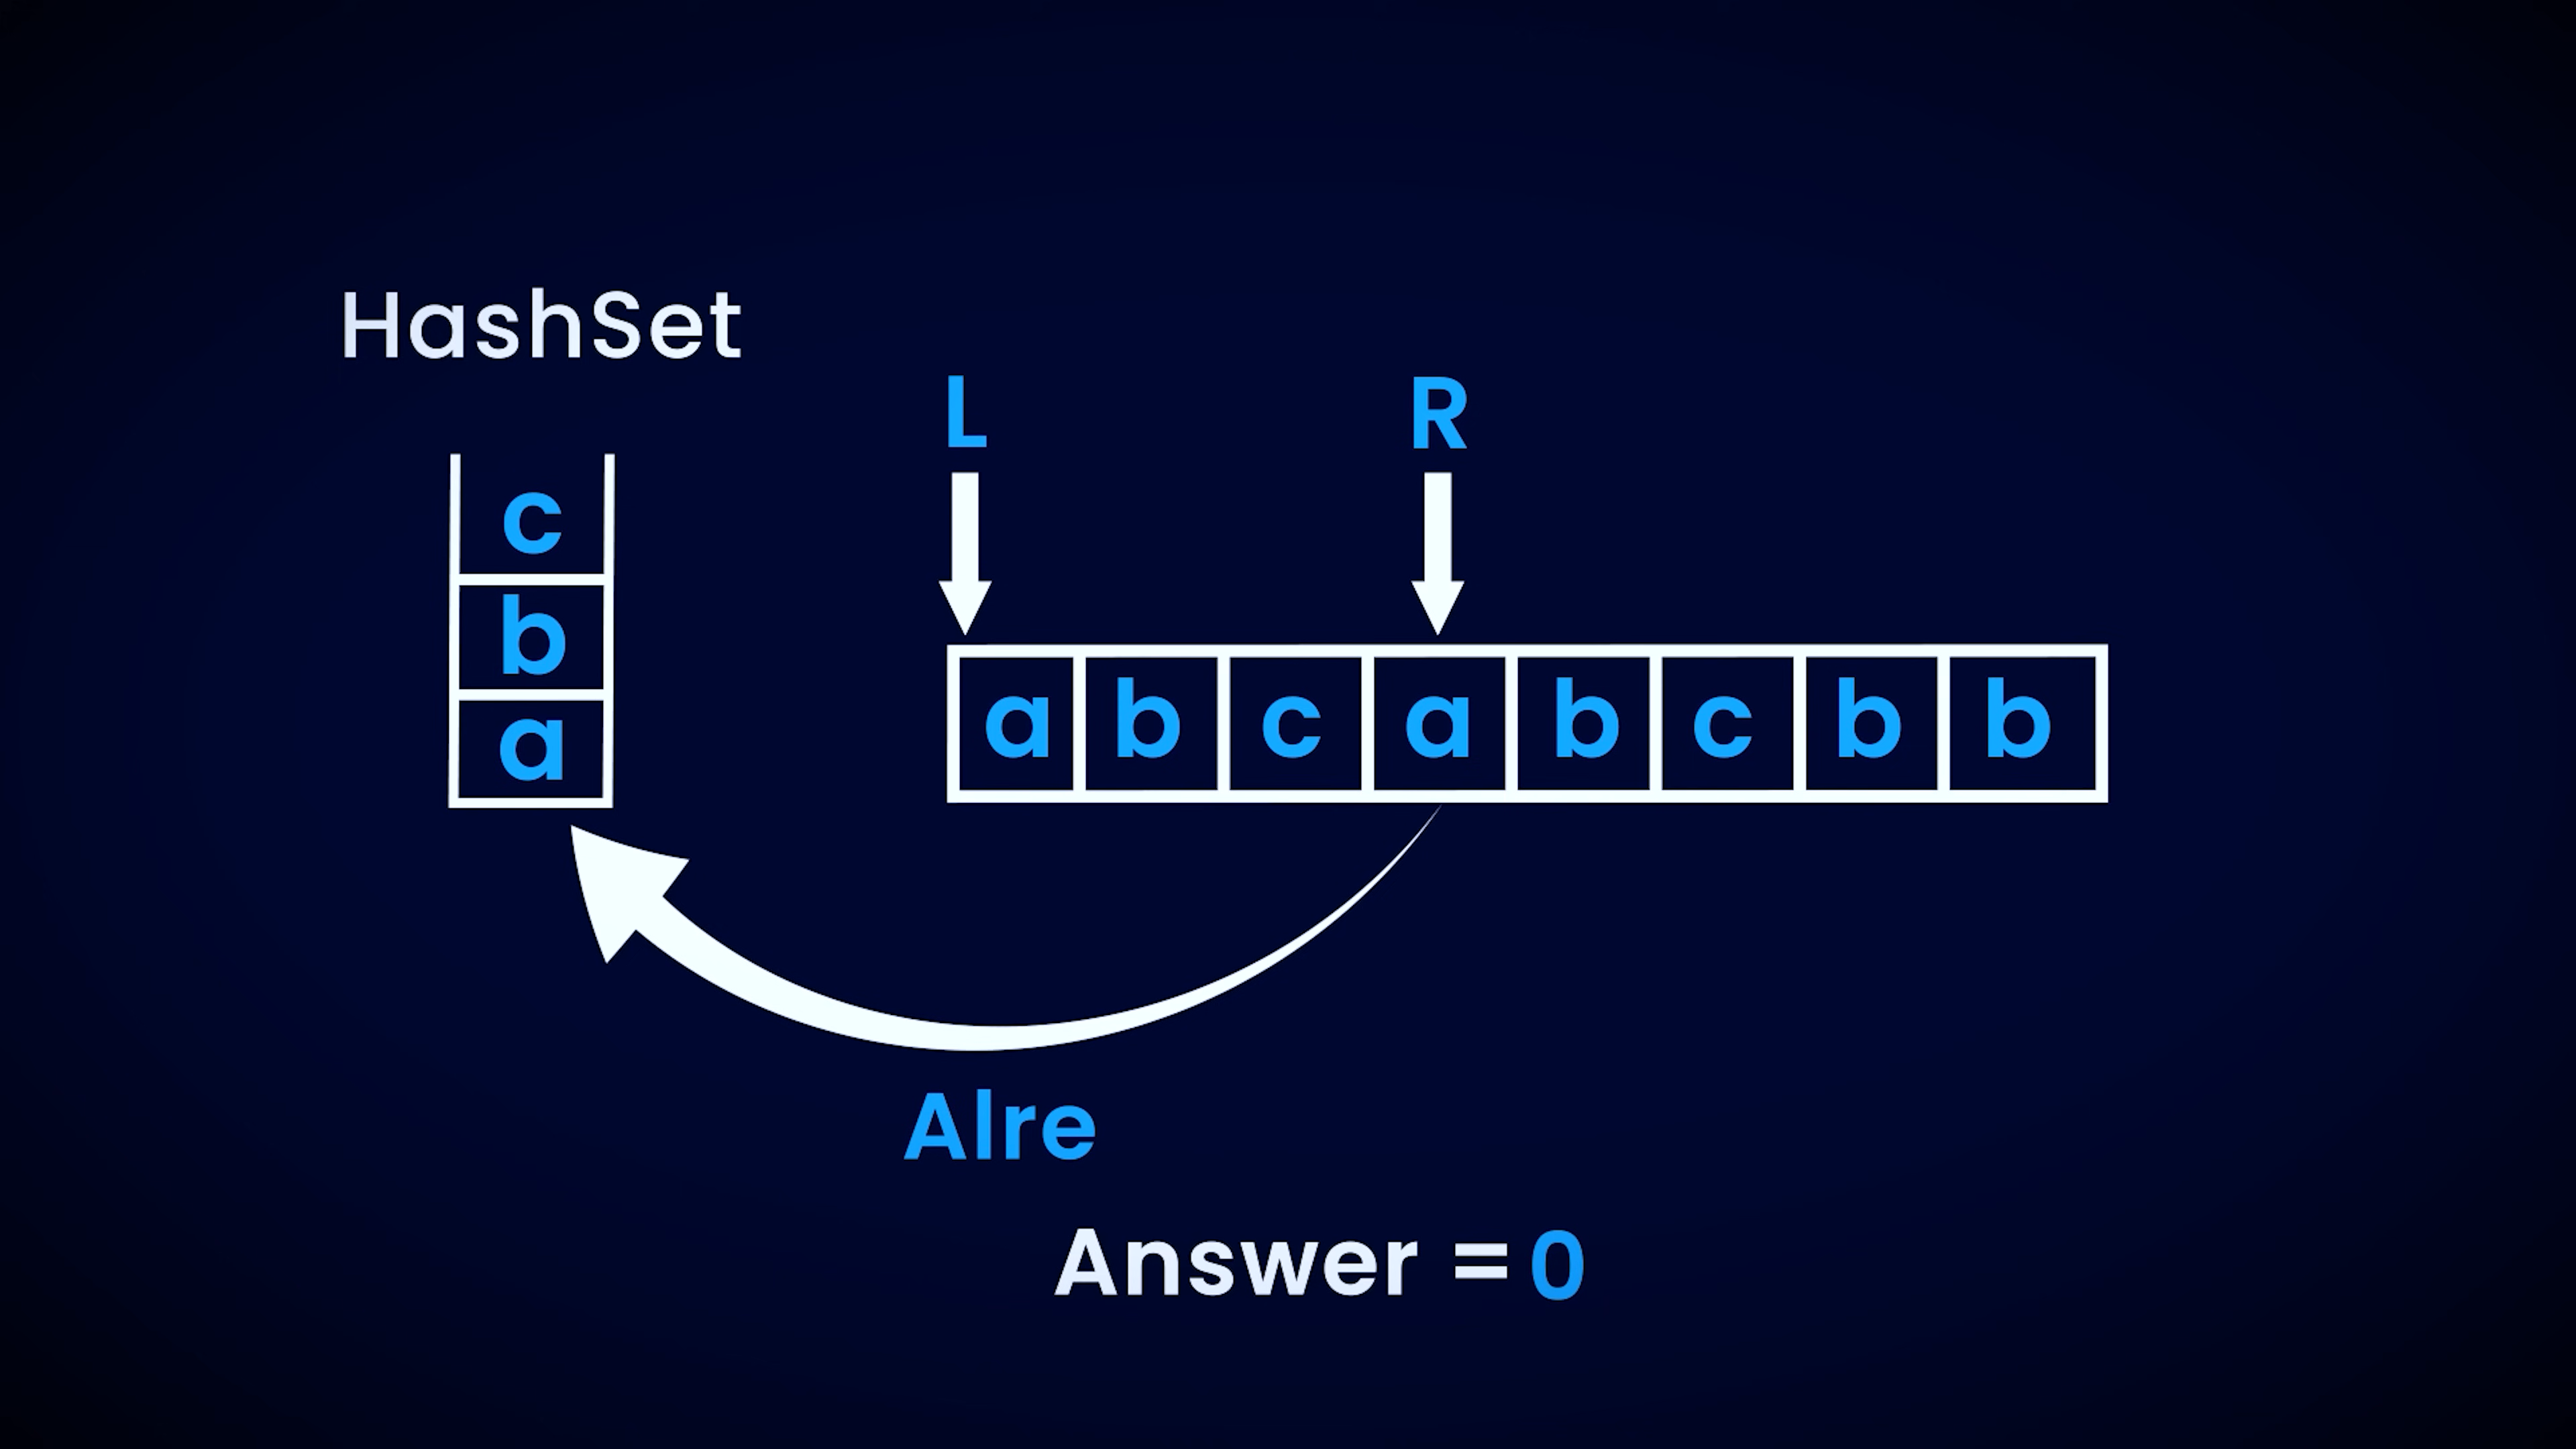 HashSet
L R
c
b
a
a b c a b c b b
Alre
Answer = 0